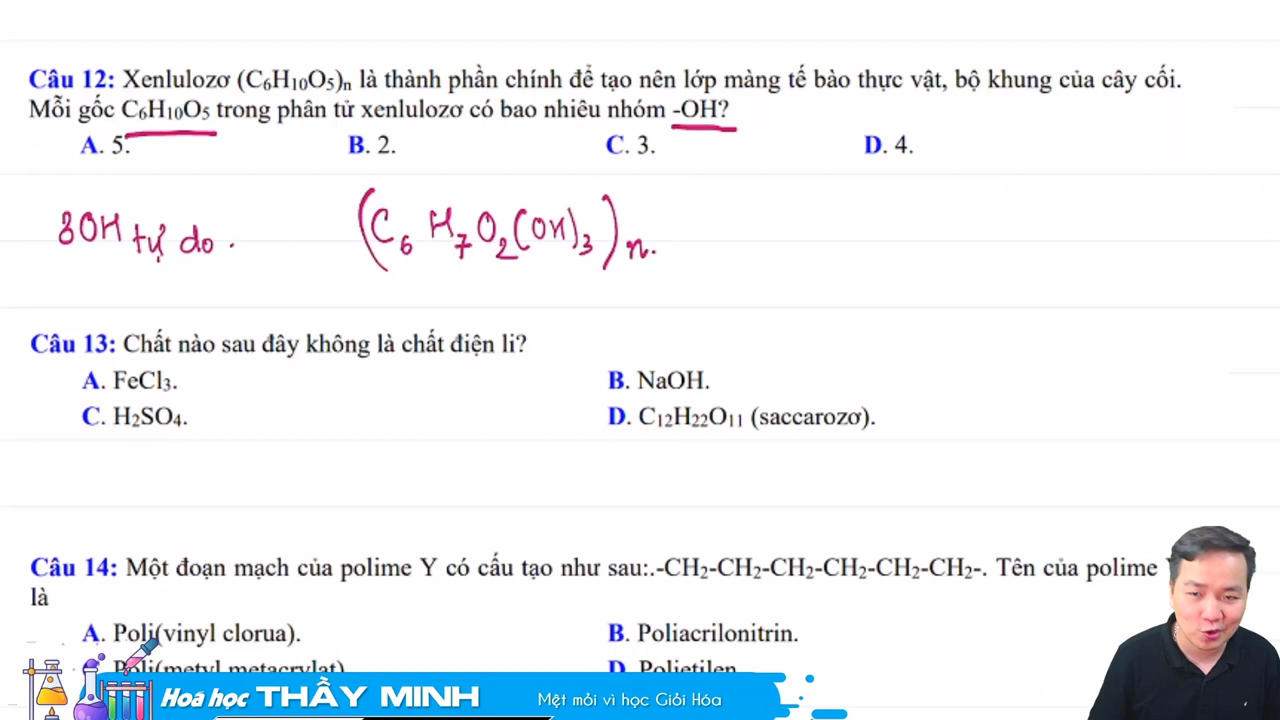 Câu 12: Xenlulozơ (C₆H₁₀O₅)ₙ là thành phần chính để tạo nên lớp màng tế bào thực vật, bộ khung của cây cối.
Mỗi gốc C₆H₁₀O₅ trong phân tử xenlulozơ có bao nhiêu nhóm -OH?
A. 5. B. 2. C. 3. D. 4.
3OH tự do. (C₆H₇O₂(OH)₃)ₙ.
Câu 13: Chất nào sau đây không là chất điện li?
A. FeCl₃. B. NaOH.
C. H₂SO₄. D. C₁₂H₂₂O₁₁ (saccarozơ).
Câu 14: Một đoạn mạch của polime Y có cấu tạo như sau:.-CH₂-CH₂-CH₂-CH₂-CH₂-CH₂-. Tên của polime
là
A. Poli(vinyl clorua). B. Poliacrilonitrin.
Poli(metyl metacrylat) D. Polietilen
Hoá học THẦY MINH Mệt mỏi vì học Giỏi Hóa